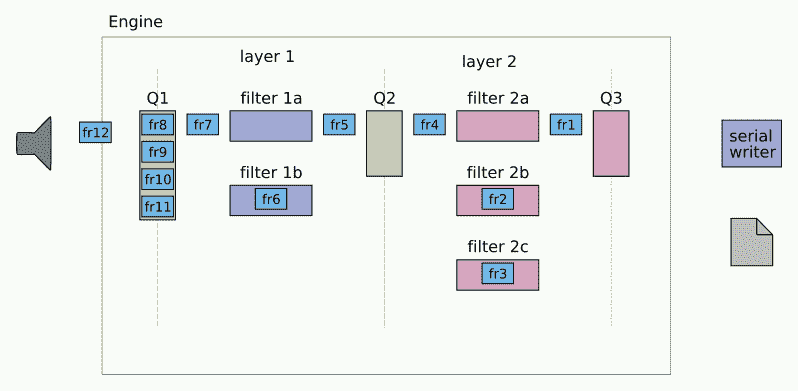 Engine
layer 1
layer 2
Q1
filter 1a
Q2
filter 2a
Q3
fr12
fr8
fr7
fr5
fr4
fr1
fr9
fr10
fr11
filter 1b
fr6
filter 2b
fr2
filter 2c
fr3
serial
writer